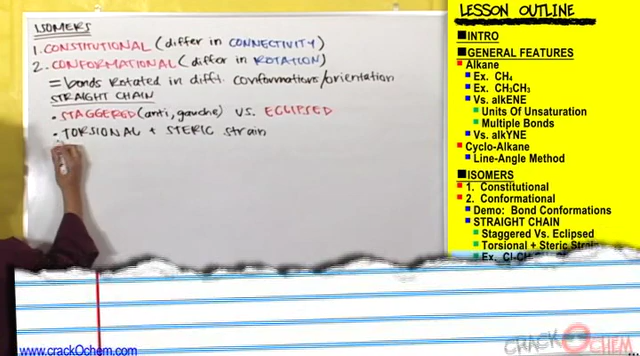 ISOMERS
1. CONSTITUTIONAL (differ in CONNECTIVITY)
2. CONFORMATIONAL (differ in ROTATION)
= bonds Rotated in diff't conformations/orientation
STRAIGHT CHAIN
• STAGGERED (anti, gauche) VS. ECLIPSED
• TORSIONAL + STERIC strain
www.crackOchem.com
LESSON OUTLINE
INTRO
GENERAL FEATURES
Alkane
Ex. CH₄
Ex. CH₃CH₃
Vs. alkENE
Units Of Unsaturation
Multiple Bonds
Vs. alkYNE
Cyclo-Alkane
Line-Angle Method
ISOMERS
1. Constitutional
2. Conformational
Demo: Bond Conformations
STRAIGHT CHAIN
Staggered Vs. Eclipsed
Torsional + Steric
CRACK OCHEM